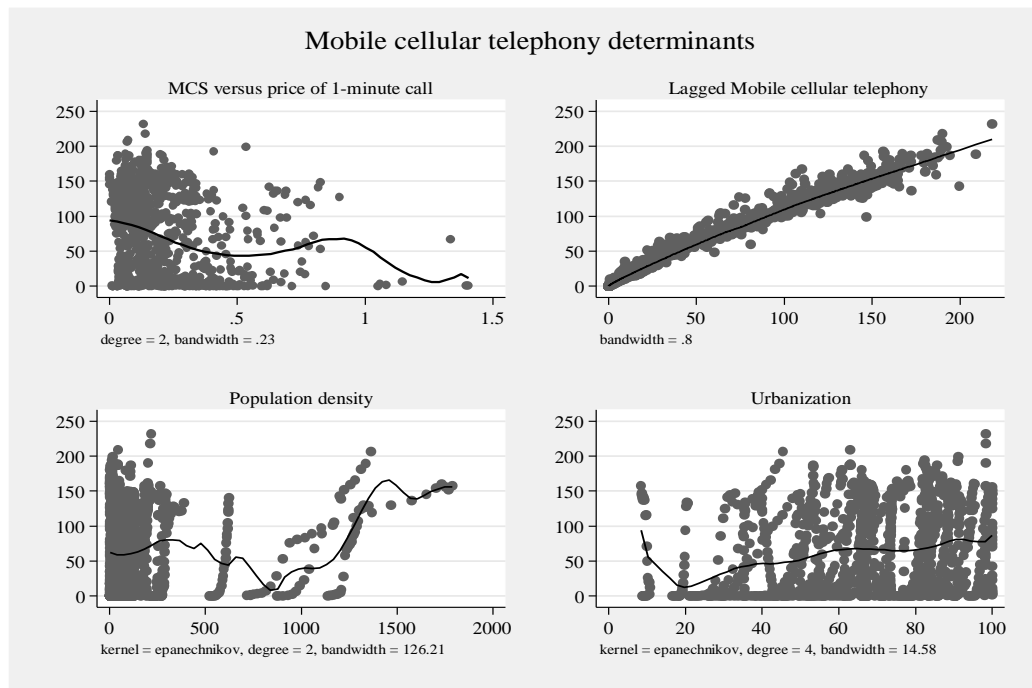 Mobile cellular telephony determinants
MCS versus price of 1-minute call
250
200
150
100
50
0
0 .5 1 1.5
degree = 2, bandwidth = .23
Lagged Mobile cellular telephony
250
200
150
100
50
0
0 50 100 150 200
bandwidth = .8
Population density
250
200
150
100
50
0
0 500 1000 1500 2000
kernel = epanechnikov, degree = 2, bandwidth = 126.21
Urbanization
250
200
150
100
50
0
0 20 40 60 80 100
kernel = epanechnikov, degree = 4, bandwidth = 14.58